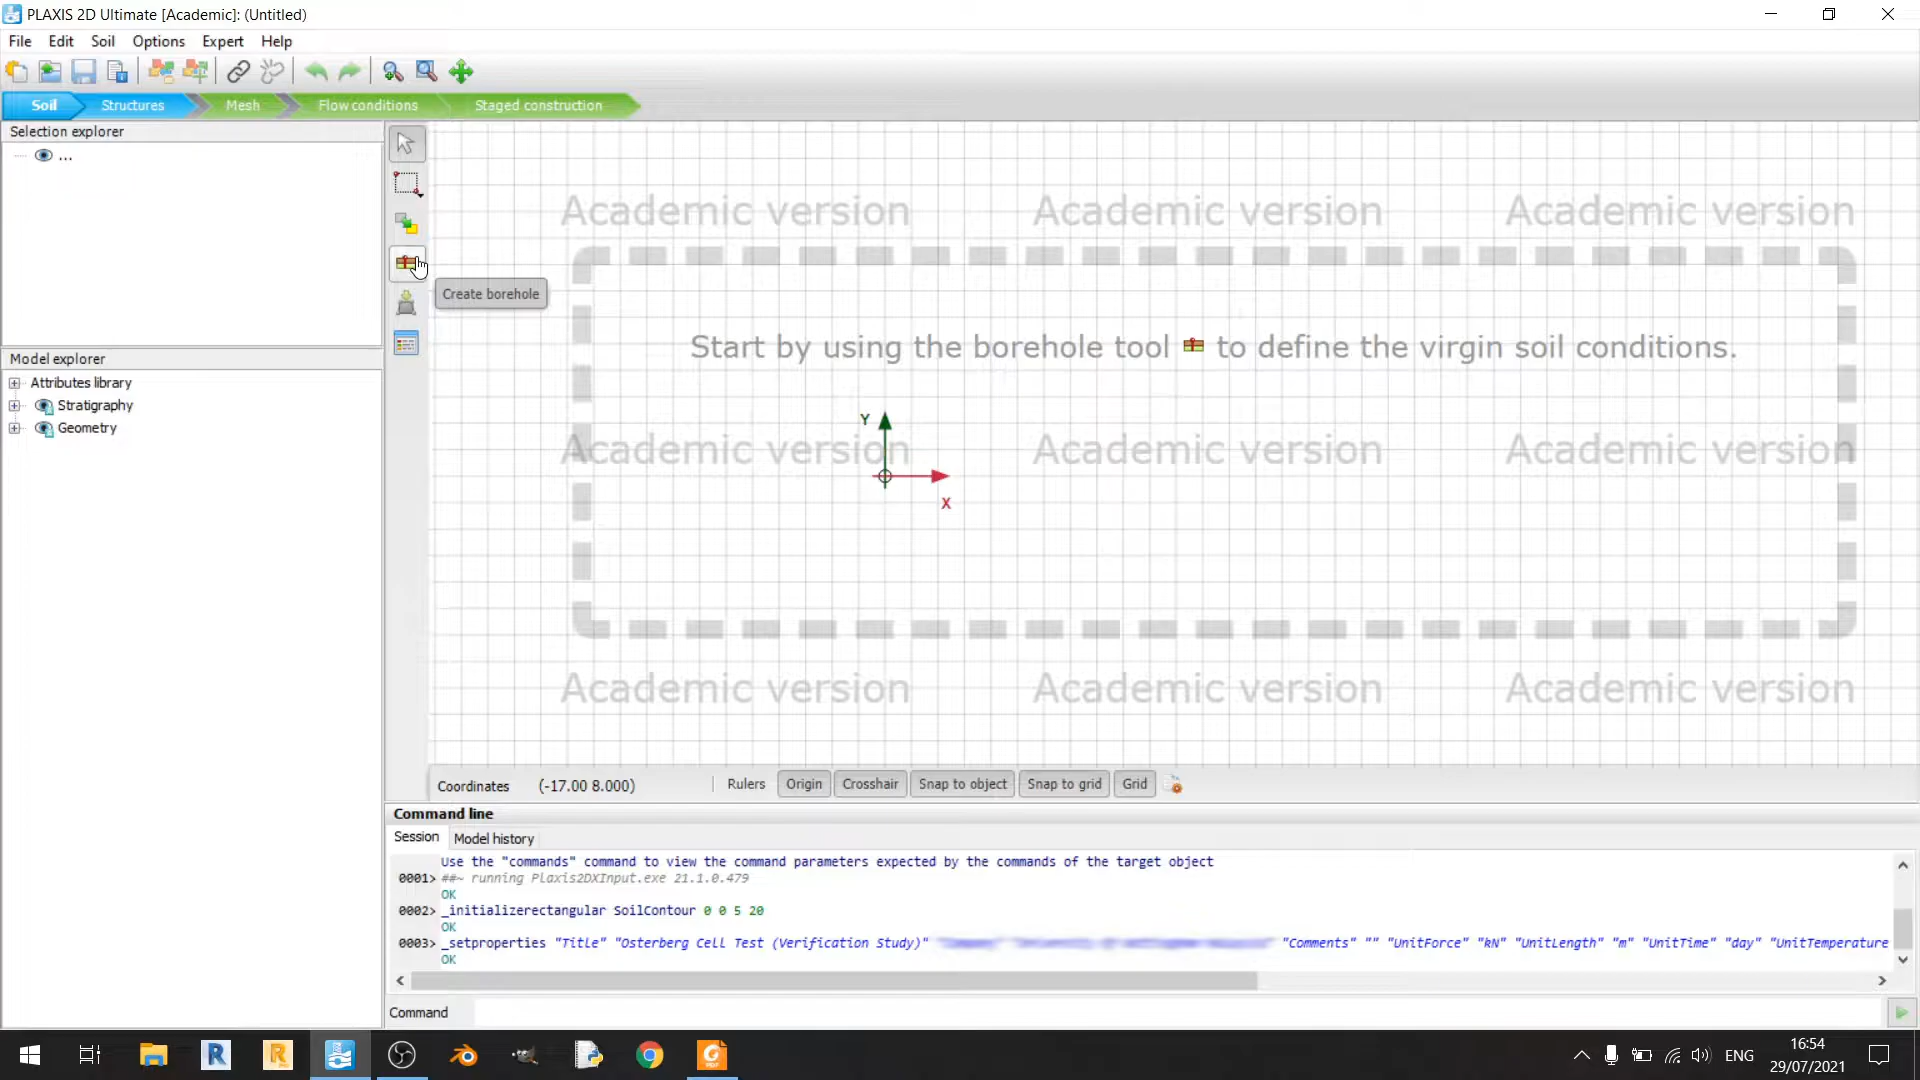 PLAXIS 2D Ultimate [Academic]: (Untitled)
File Edit Soil Options Expert Help
Soil Structures Mesh Flow conditions Staged construction
Selection explorer
...
Create borehole
Academic version Academic version Academic version
Start by using the borehole tool to define the virgin soil conditions.
Model explorer
Attributes library
Stratigraphy
Geometry
Y
Academic version Academic version Academic version
X
Academic version Academic version Academic version
Coordinates (-17.00 8.000) Rulers Origin Crosshair Snap to object Snap to grid Grid
Command line
Session Model history
Use the "commands" command to view the command parameters expected by the commands of the target object
0001> ##~ running Plaxis2DXInput.exe 21.1.0.479
OK
0002> _initializerectangular SoilContour 0 0 5 20
OK
0003> _setproperties "Title" "Osterberg Cell Test (Verification Study)" "Comments" "" "UnitForce" "kN" "UnitLength" "m" "UnitTime" "day" "UnitTemperature
OK
Command
ENG
16:54
29/07/2021